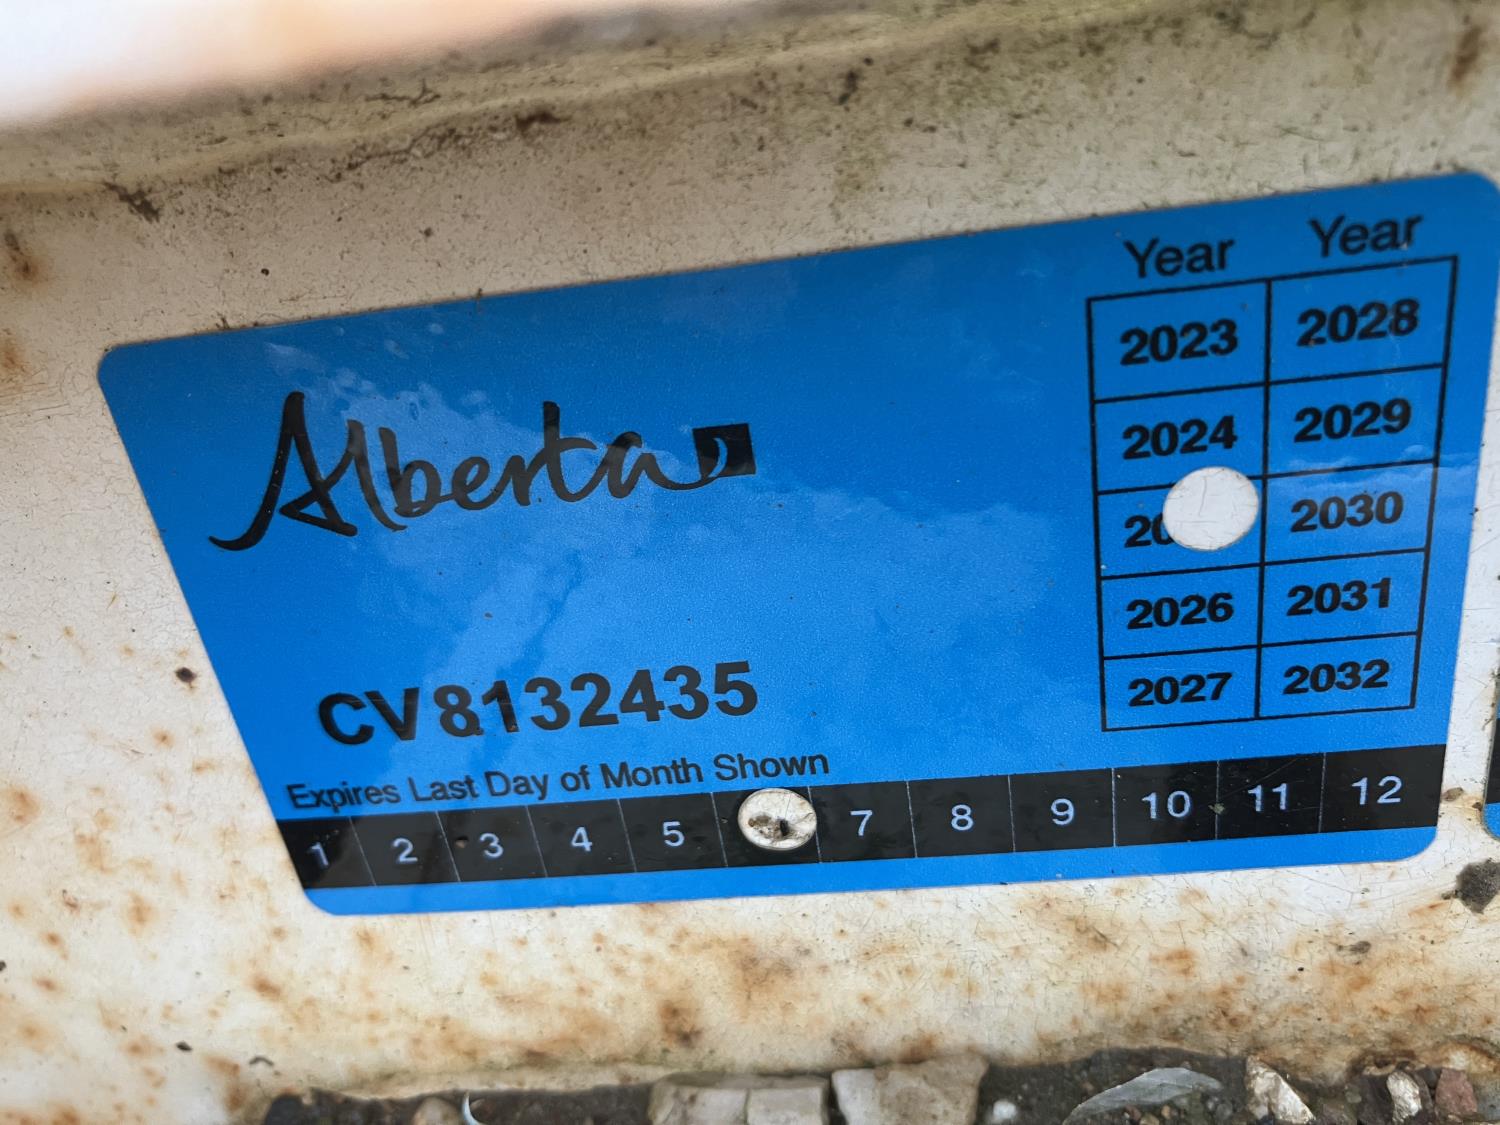 Alberta
Year Year
2023 2028
2024 2029
20 2030
2026 2031
2027 2032
CV8132435
Expires Last Day of Month Shown
1 2 3 4 5 7 8 9 10 11 12